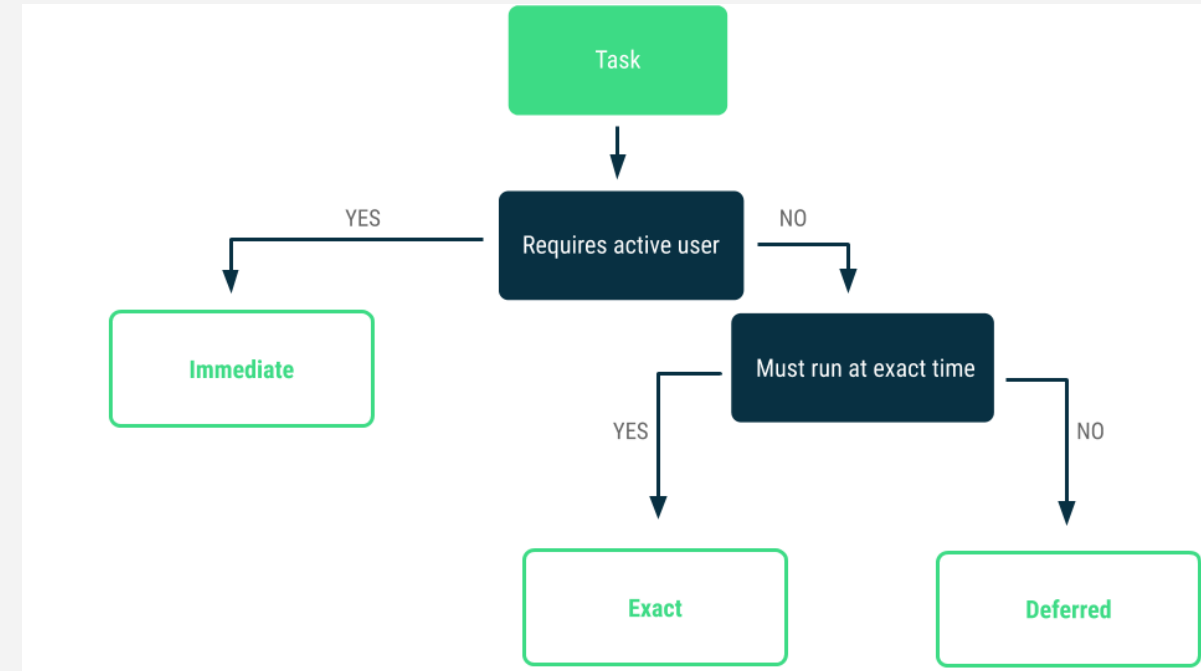 Task
YES
Requires active user
NO
Immediate
Must run at exact time
YES
NO
Exact
Deferred